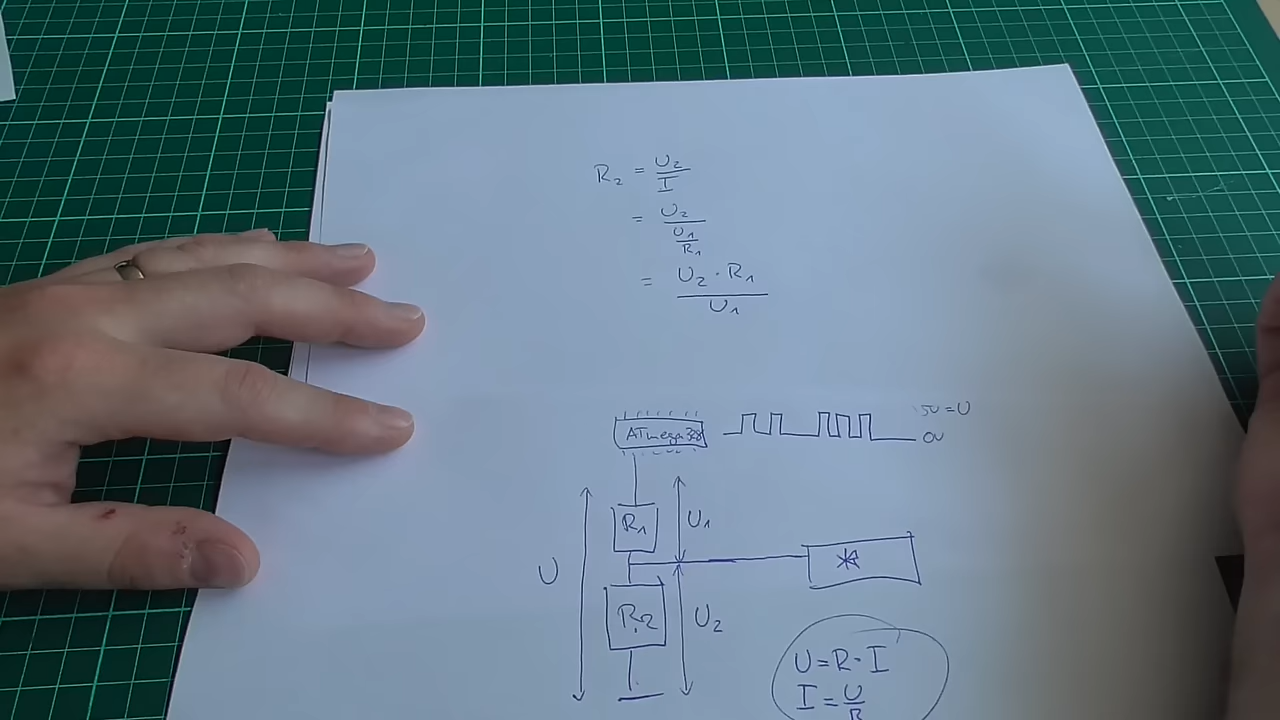 R₂ = U₂/I
= U₂/(U₁/R₁)
= (U₂ · R₁)/U₁
5V = U
ATmega328
0V
R₁ U₁
U
R₂ U₂
U = R · I
I = U/R